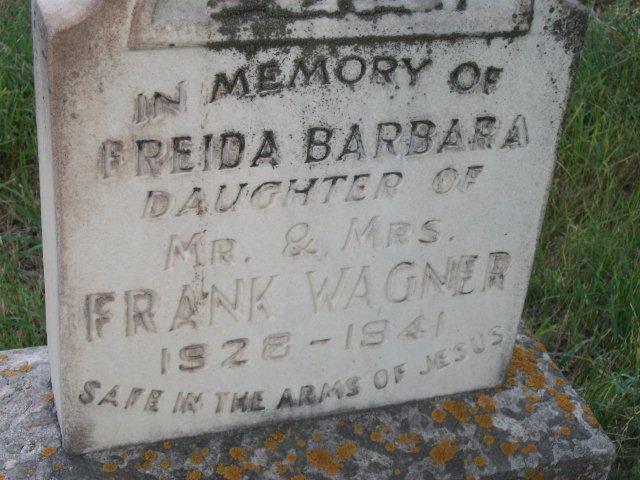 IN MEMORY OF
FREIDA BARBARA
DAUGHTER OF
MR. & MRS.
FRANK WAGNER
1928-1941
SAFE IN THE ARMS OF JESUS